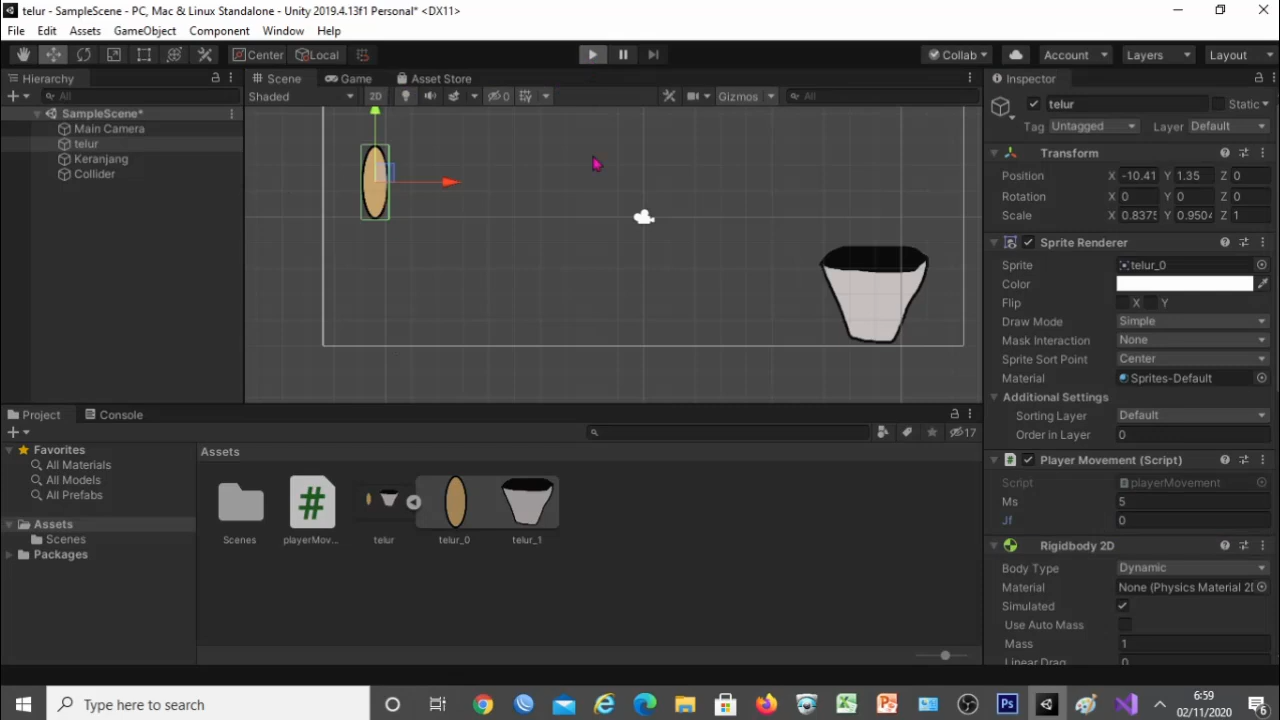 telur - SampleScene - PC, Mac & Linux Standalone - Unity 2019.4.13f1 Personal* <DX11>
File Edit Assets GameObject Component Window Help
Center Local Collab Account Layers Layout
Hierarchy
All
SampleScene*
Main Camera
telur
Keranjang
Collider
Scene Game Asset Store
Shaded 2D 0 Gizmos All
Inspector
telur Static
Tag Untagged Layer Default
Transform
Position X -10.41 Y 1.35 Z 0
Rotation X 0 Y 0 Z 0
Scale X 0.8375 Y 0.9504 Z 1
Sprite Renderer
Sprite telur_0
Color
Flip X Y
Draw Mode Simple
Mask Interaction None
Sprite Sort Point Center
Material Sprites-Default
Additional Settings
Sorting Layer Default
Order in Layer 0
# Player Movement (Script)
Script playerMovement
Ms 5
Jf 0
Rigidbody 2D
Body Type Dynamic
Material None (Physics Material 2D
Simulated
Use Auto Mass
Mass 1
Linear Drag 0
Project Console
17
Favorites
All Materials
All Models
All Prefabs
Assets
Scenes
Packages
Assets
#
Scenes playerMov... telur telur_0 telur_1
Type here to search
Ps
6:59
02/11/2020
6